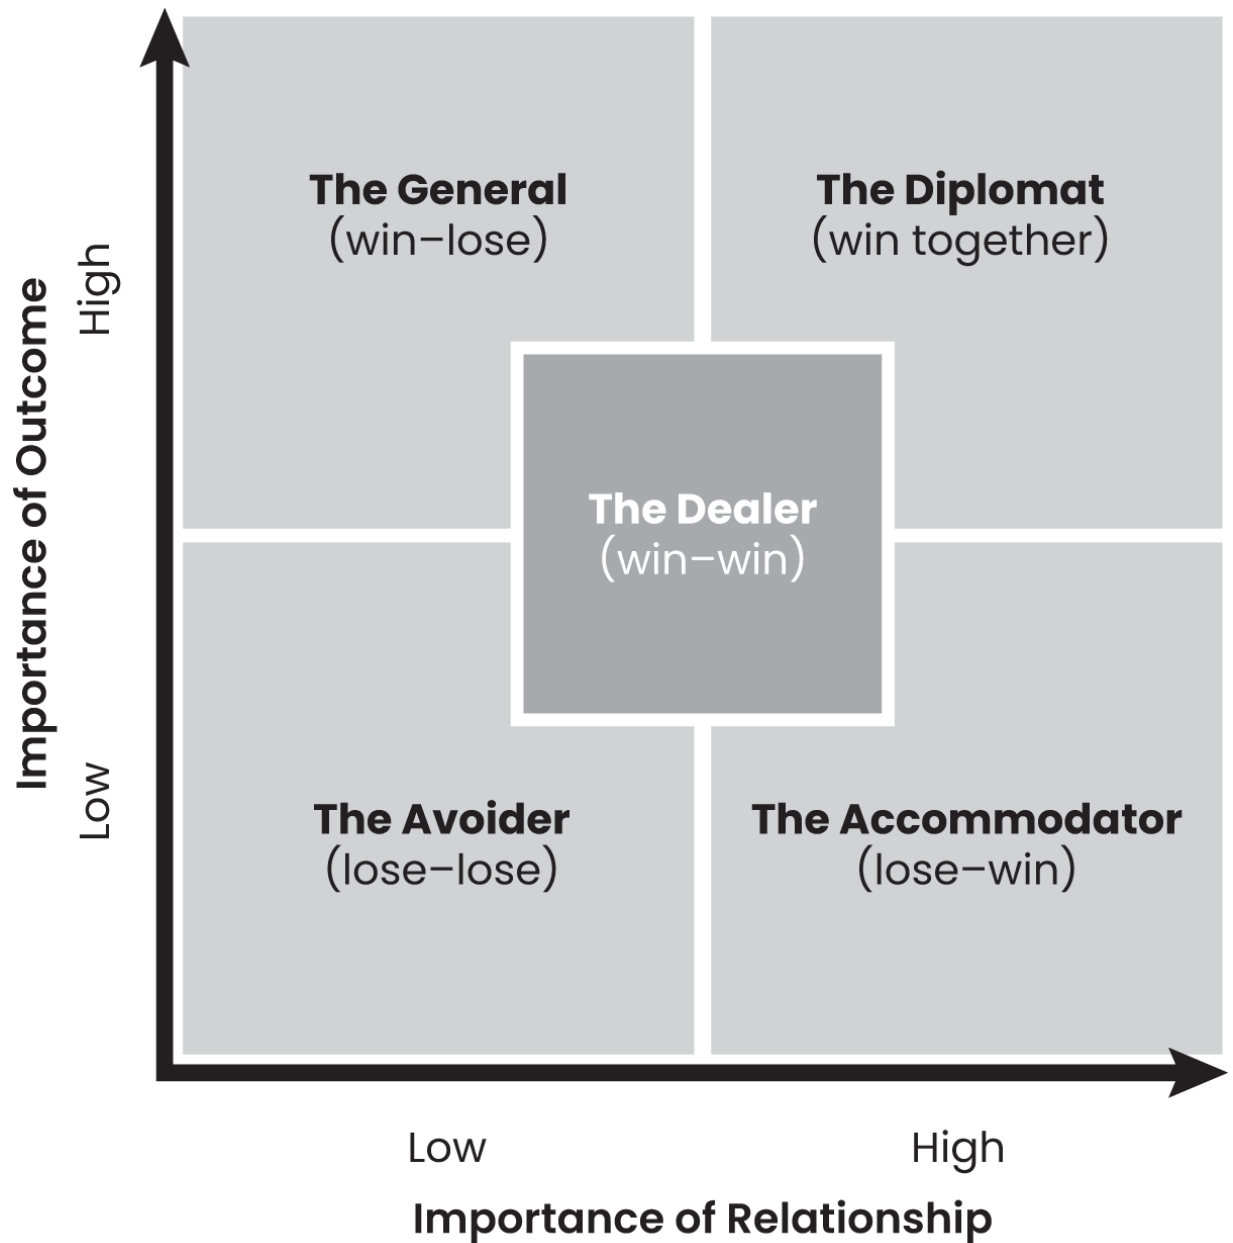 Importance of Outcome
High
Low
The General
(win–lose)
The Diplomat
(win together)
The Dealer
(win–win)
The Avoider
(lose–lose)
The Accommodator
(lose–win)
Low
High
Importance of Relationship